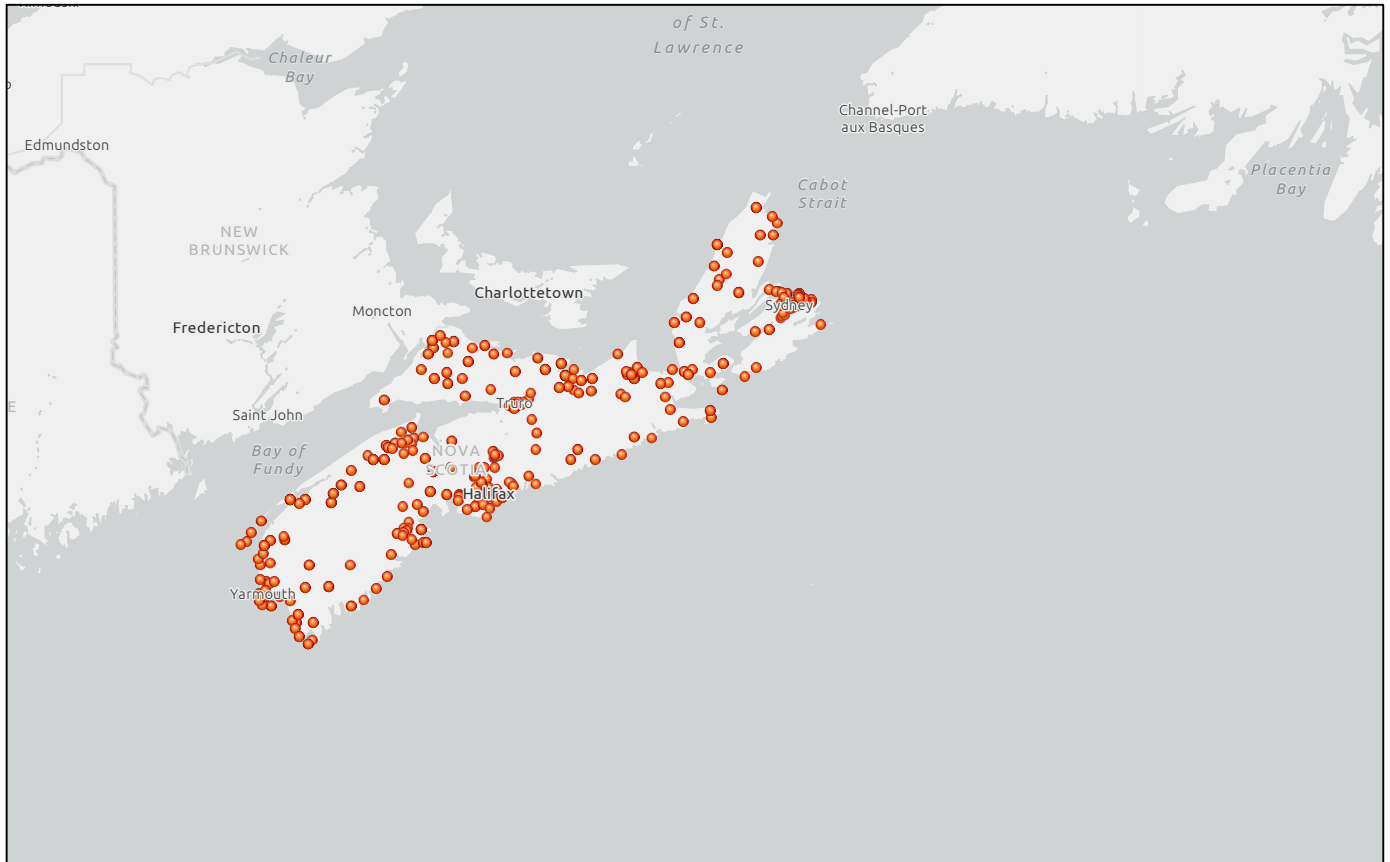 of St.
Lawrence
Chaleur
Bay
Channel-Port
aux Basques
Edmundston
Placentia
Bay
Cabot
Strait
NEW
BRUNSWICK
Charlottetown
Sydney
Moncton
Fredericton
Truro
Saint John
Bay of
Fundy
NOVA
SCOTIA
Halifax
Yarmouth
E